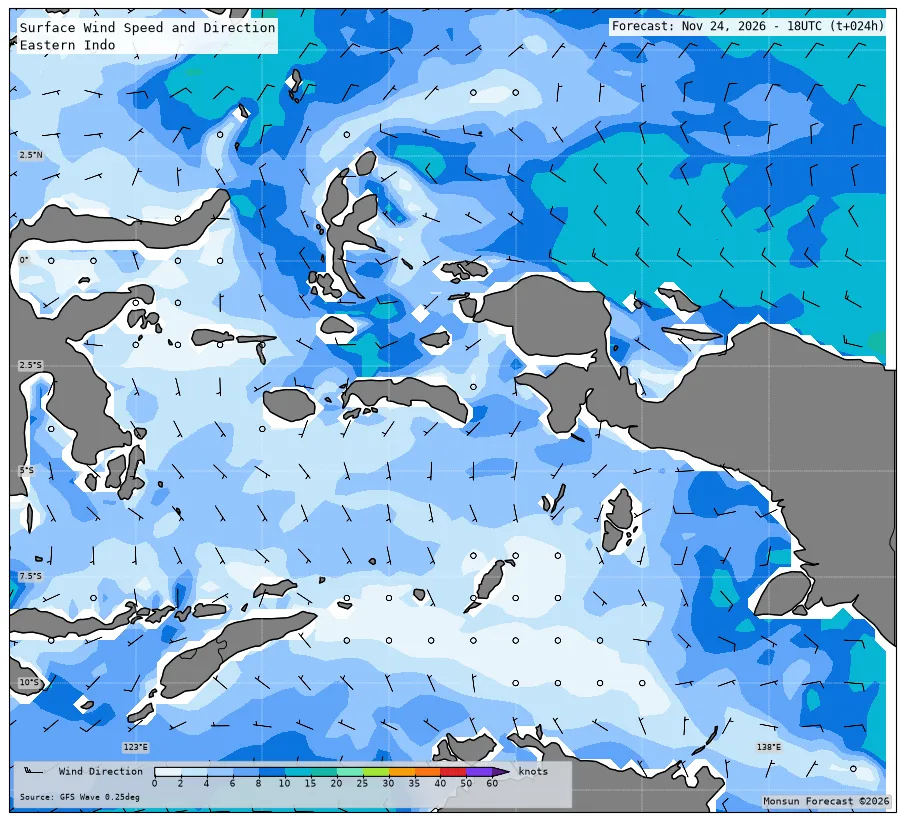 Surface Wind Speed and Direction
Eastern Indo
Forecast: Nov 24, 2026 - 18UTC (t+024h)
2.5°N
0°
2.5°S
5°S
7.5°S
10°S
123°E
138°E
Wind Direction
knots
0 2 4 6 8 10 15 20 25 30 35 40 50 60
Source: GFS Wave 0.25deg
Monsun Forecast ©2026